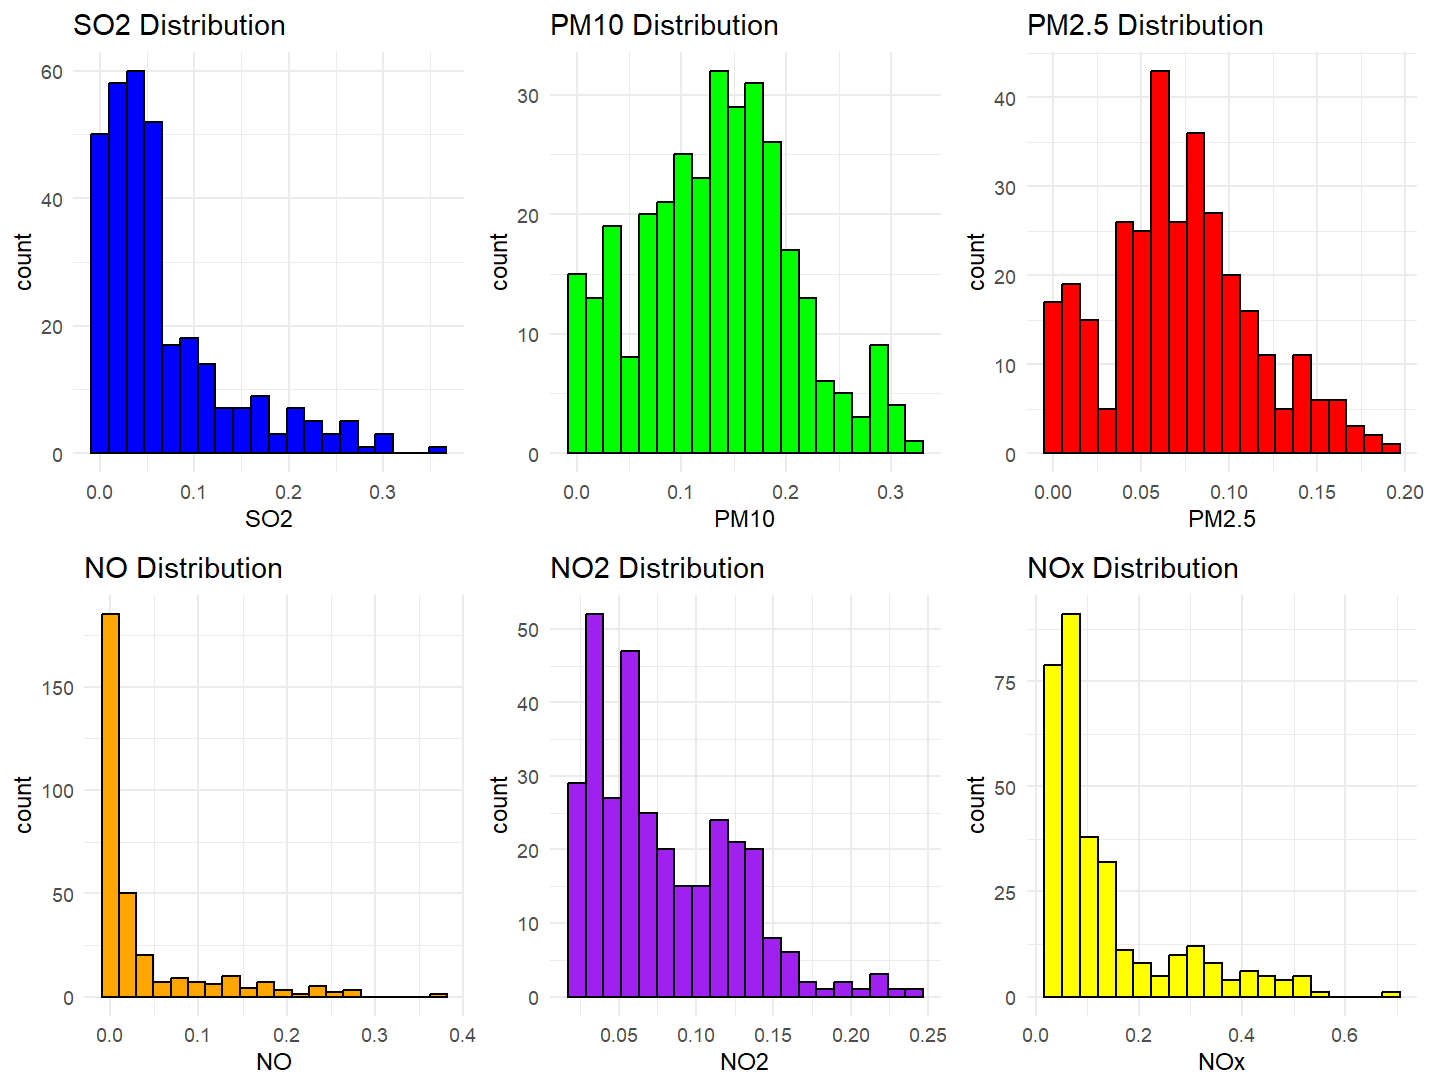 SO2 Distribution
60
40
20
0
count
0.0 0.1 0.2 0.3
SO2
PM10 Distribution
30
20
10
0
count
0.0 0.1 0.2 0.3
PM10
PM2.5 Distribution
40
30
20
10
0
count
0.00 0.05 0.10 0.15 0.20
PM2.5
NO Distribution
150
100
50
0
count
0.0 0.1 0.2 0.3 0.4
NO
NO2 Distribution
50
40
30
20
10
0
count
0.05 0.10 0.15 0.20 0.25
NO2
NOx Distribution
75
50
25
0
count
0.0 0.2 0.4 0.6
NOx